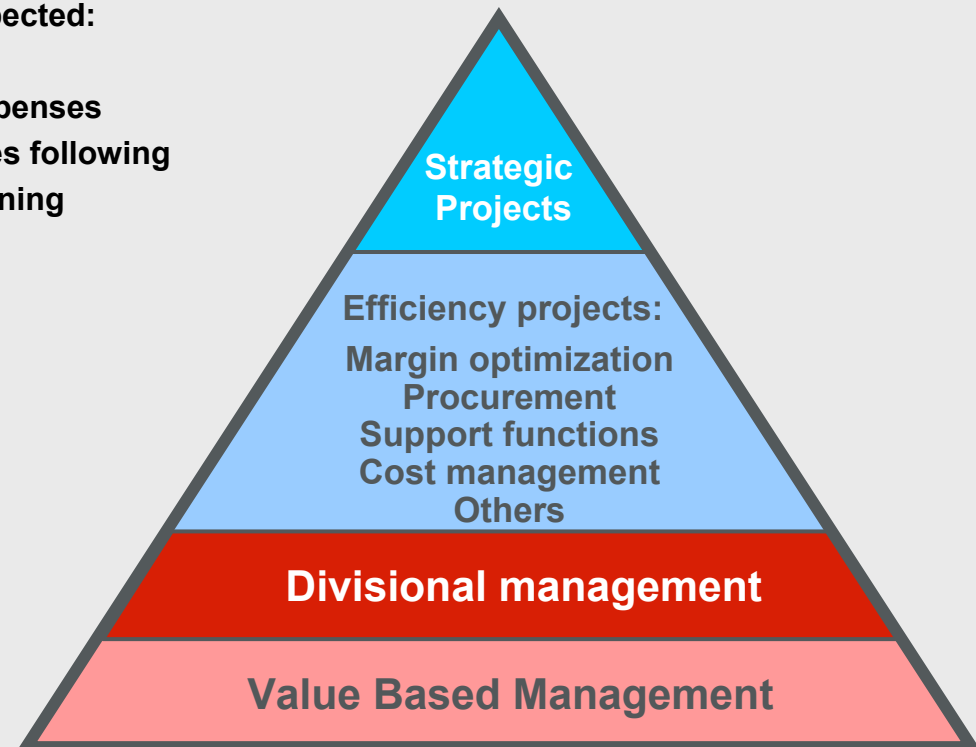 pected:
penses
es following
ning
Strategic
Projects
Efficiency projects:
Margin optimization
Procurement
Support functions
Cost management
Others
Divisional management
Value Based Management